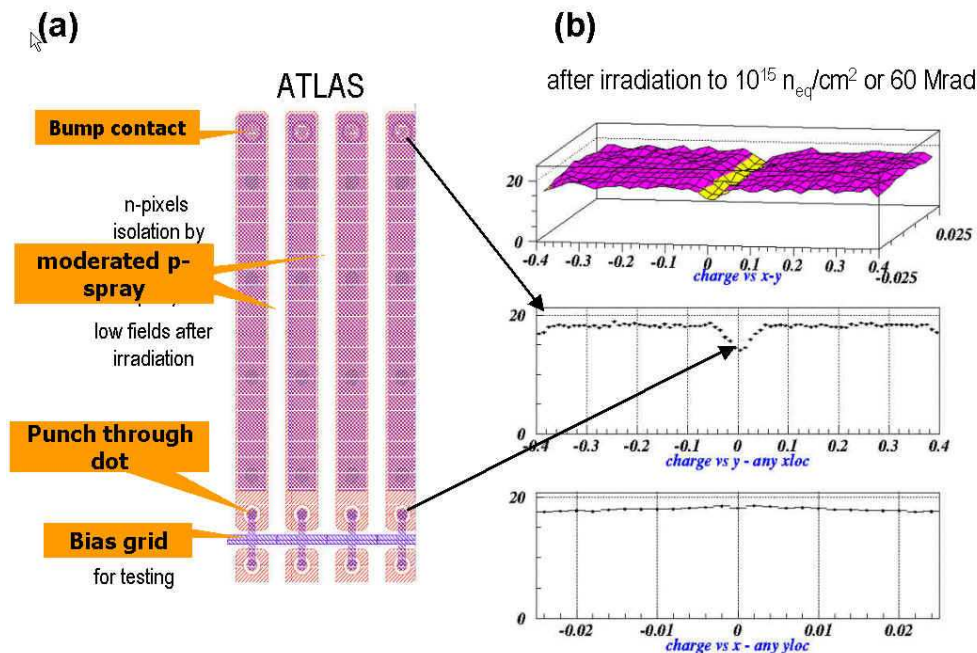 (a)
ATLAS
Bump contact
n-pixels
isolation by
moderated p-
spray
low fields after
irradiation
Punch through
dot
Bias grid
for testing
(b)
after irradiation to 10¹⁵ n_eq/cm² or 60 Mrad
20
0
-0.4 -0.3 -0.2 -0.1 0 0.1 0.2 0.3 0.4
-0.025
0.025
charge vs x-y
20
0
-0.4 -0.3 -0.2 -0.1 0 0.1 0.2 0.3 0.4
charge vs y - any xloc
20
0
-0.02 -0.01 0 0.01 0.02
charge vs x - any yloc